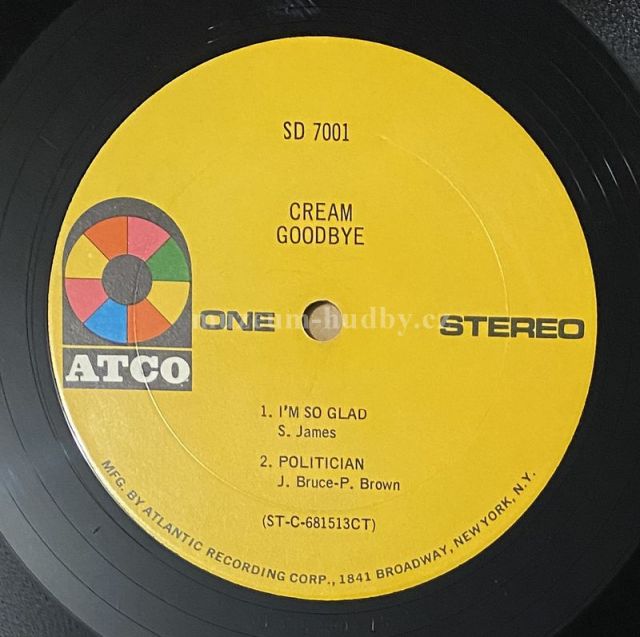 SD 7001
CREAM
GOODBYE
ATCO
ONE
STEREO
1. I'M SO GLAD
S. James
2. POLITICIAN
J. Bruce-P. Brown
(ST-C-681513CT)
MFG. BY ATLANTIC RECORDING CORP., 1841 BROADWAY, NEW YORK, N.Y.